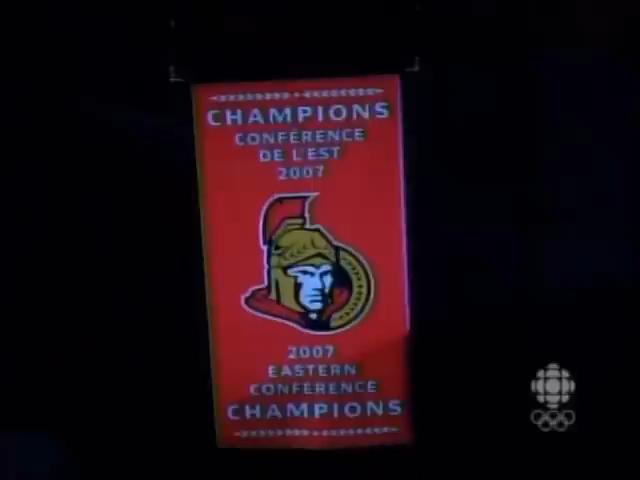 CHAMPIONS
CONFÉRENCE
DE L'EST
2007
2007
EASTERN
CONFERENCE
CHAMPIONS